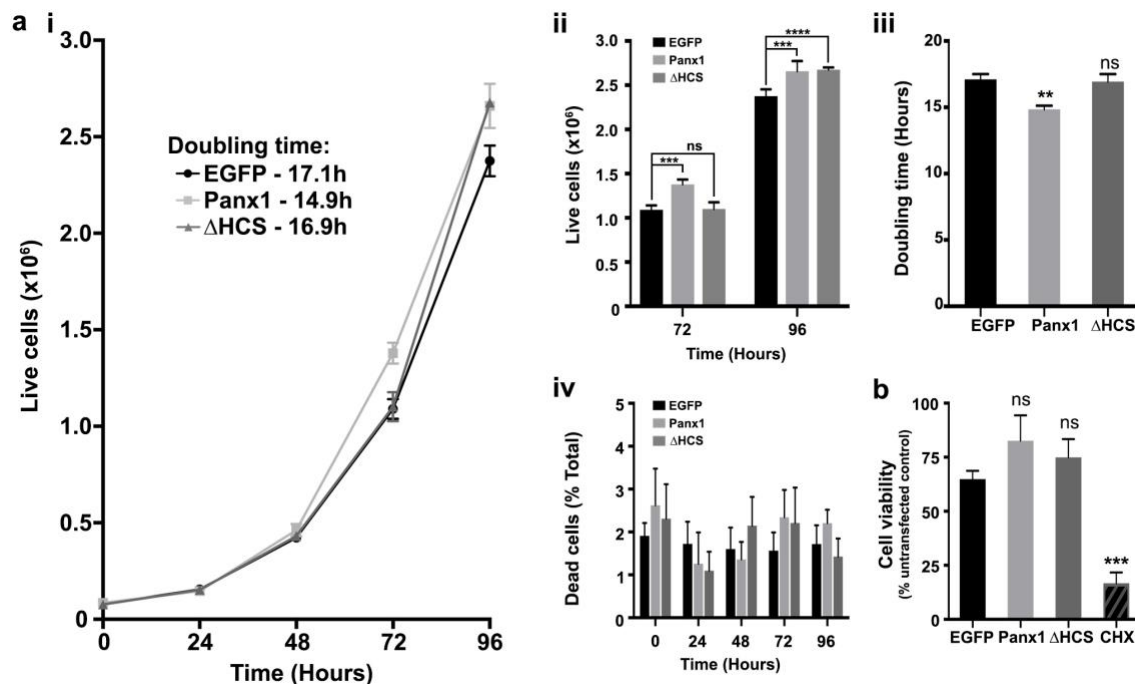 a i
3.0
2.5
2.0
1.5
1.0
0.5
0
Live cells (x10⁶)
Doubling time:
EGFP - 17.1h
Panx1 - 14.9h
ΔHCS - 16.9h
0 24 48 72 96
Time (Hours)
ii
3.0
2.5
2.0
1.5
1.0
1.5
0
Live cells (x10⁶)
EGFP
Panx1
ΔHCS
ns
***
****
***
72 96
Time (Hours)
iii
20
15
10
5
0
Doubling time (Hours)
**
ns
EGFP Panx1 ΔHCS
iv
5
4
3
2
1
0
Dead cells (% Total)
EGFP
Panx1
ΔHCS
0 24 48 72 96
Time (Hours)
b
100
75
50
25
0
Cell viability
(% untransfected control)
ns
ns
***
EGFP Panx1 ΔHCS CHX